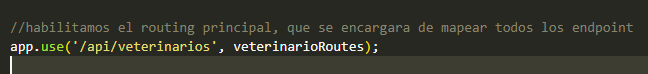 //habilitamos el routing principal, que se encargara de mapear todos los endpoint
app.use('/api/veterinarios', veterinarioRoutes);